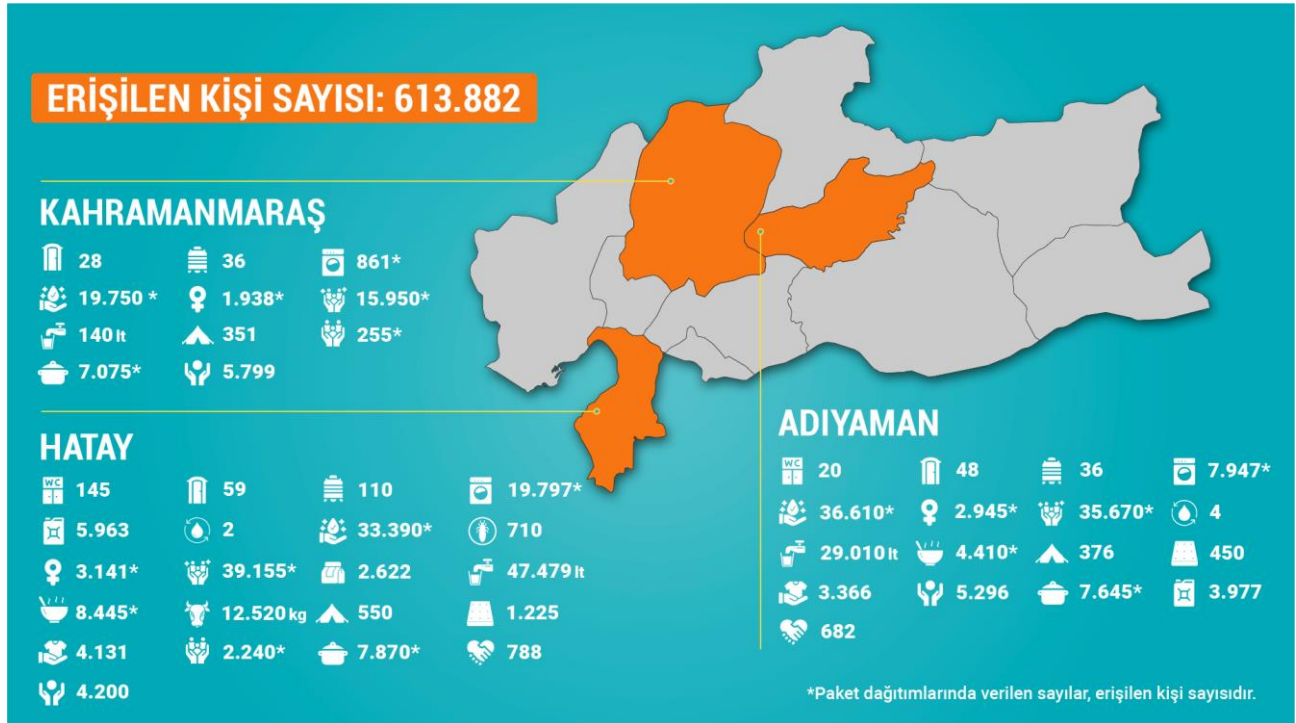 ERİŞİLEN KİŞİ SAYISI: 613.882
KAHRAMANMARAŞ
28 36 861*
19.750 * 1.938* 15.950*
140 lt 351 255*
7.075* 5.799
HATAY
WC 145 59 110 19.797*
5.963 2 33.390* 710
3.141* 39.155* 2.622 47.479 lt
8.445* 12.520 kg 550 1.225
4.131 2.240* 7.870* 788
4.200
ADIYAMAN
WC 20 48 36 7.947*
36.610* 2.945* 35.670* 4
29.010 lt 4.410* 376 450
3.366 5.296 7.645* 3.977
682
*Paket dağıtımlarında verilen sayılar, erişilen kişi sayısıdır.